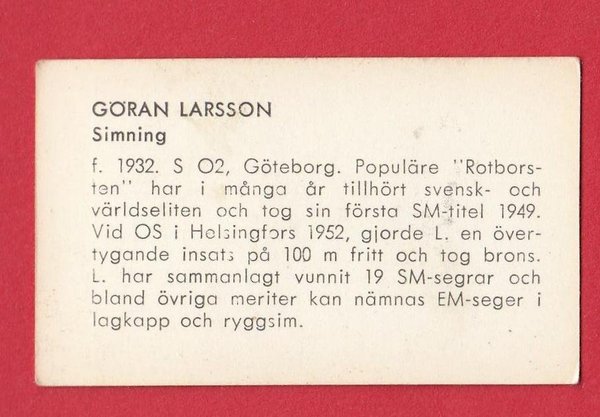 GÖRAN LARSSON
Simning
f. 1932. S O2, Göteborg. Populäre "Rotbors-
ten" har i många år tillhört svensk- och
världseliten och tog sin första SM-titel 1949.
Vid OS i Helsingfors 1952, gjorde L. en över-
tygande insats på 100 m fritt och tog brons.
L. har sammanlagt vunnit 19 SM-segrar och
bland övriga meriter kan nämnas EM-seger i
lagkapp och ryggsim.